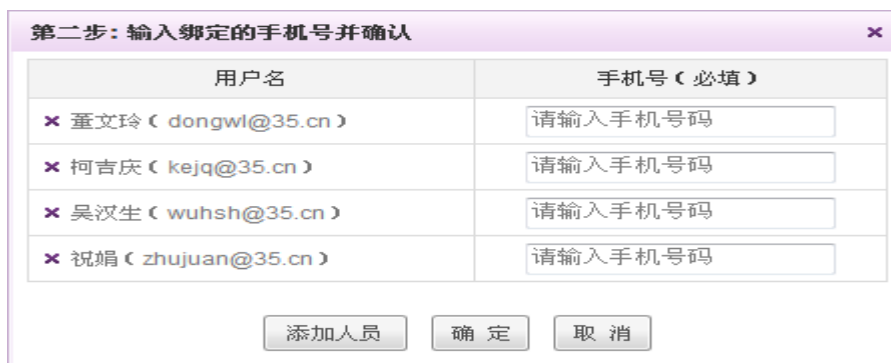 第二步: 输入绑定的手机号并确认
用户名 手机号（必填）
董文玲（dongwl@35.cn） 请输入手机号码
柯吉庆（kejq@35.cn） 请输入手机号码
吴汉生（wuhsh@35.cn） 请输入手机号码
祝娟（zhujuan@35.cn） 请输入手机号码
添加人员 确 定 取 消